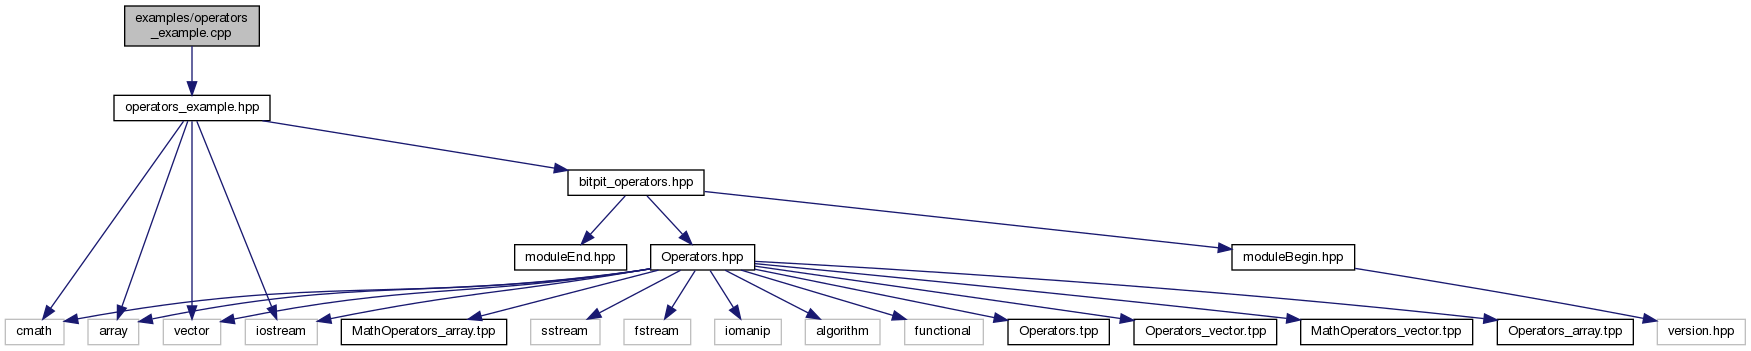 examples/operators
_example.cpp
operators_example.hpp
bitpit_operators.hpp
moduleEnd.hpp
Operators.hpp
moduleBegin.hpp
cmath
array
vector
iostream
MathOperators_array.tpp
sstream
fstream
iomanip
algorithm
functional
Operators.tpp
Operators_vector.tpp
MathOperators_vector.tpp
Operators_array.tpp
version.hpp